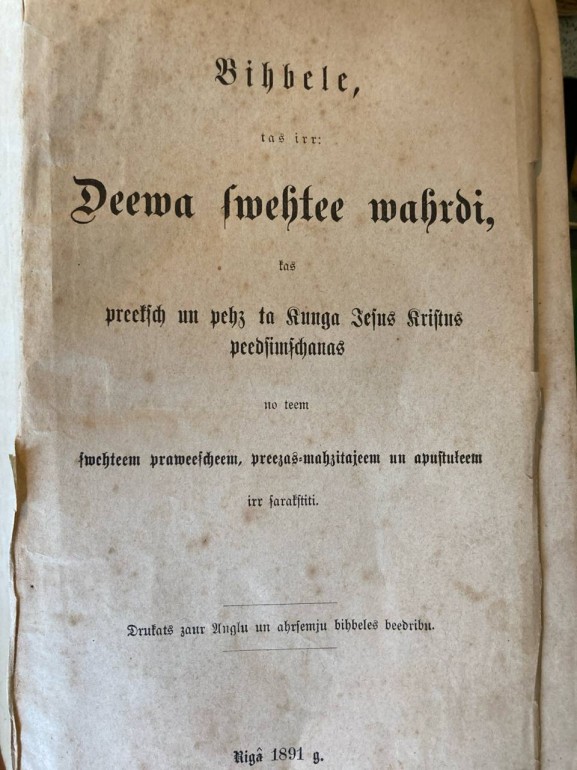 Bihbele,
tas irr:
Deewa ſwehtee wahrdi,
kas
preekſch un pehz ta Kunga Jeſus Kriſtus
peedſimſchanas
no teem
ſwehteem praweeſcheem, preezas-mahzitajeem un apuſtuleem
irr ſarakſtiti.
Drukats zaur Anglu un ahrſemju bihbeles beedribu.
Rigâ 1891 g.